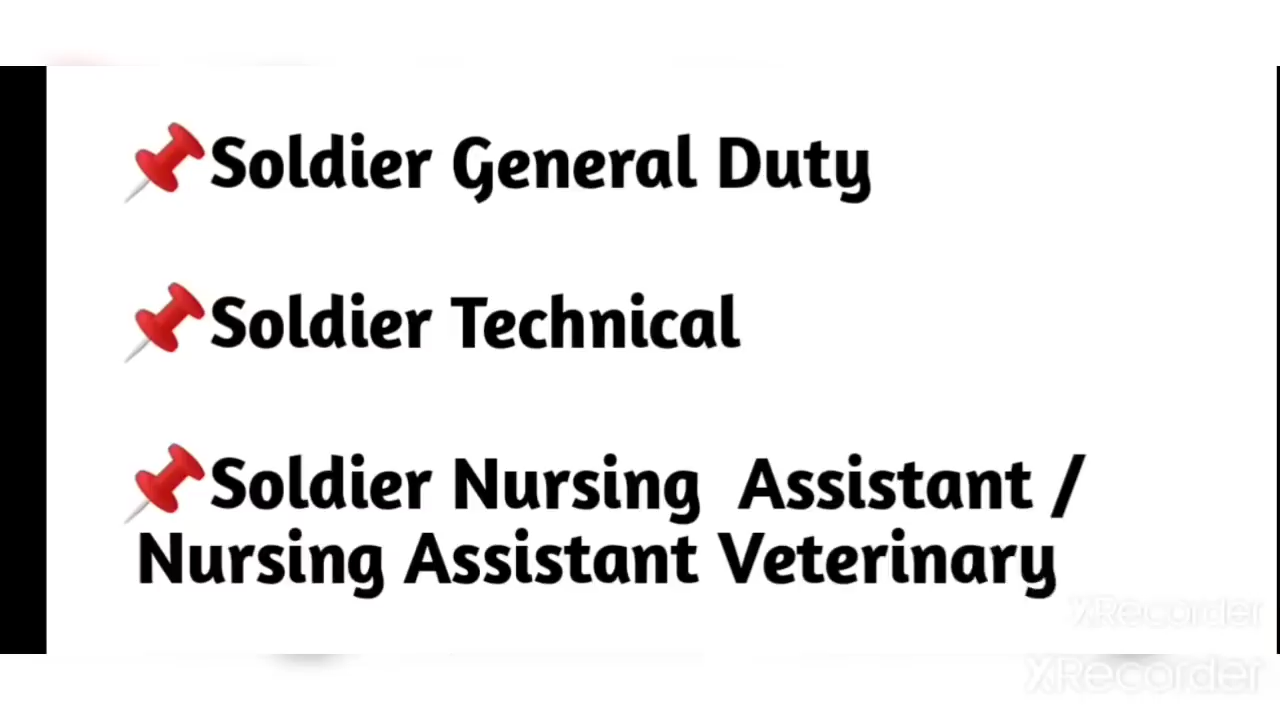 📌Soldier General Duty
📌Soldier Technical
📌Soldier Nursing Assistant /
Nursing Assistant Veterinary
XRecorder
XRecorder